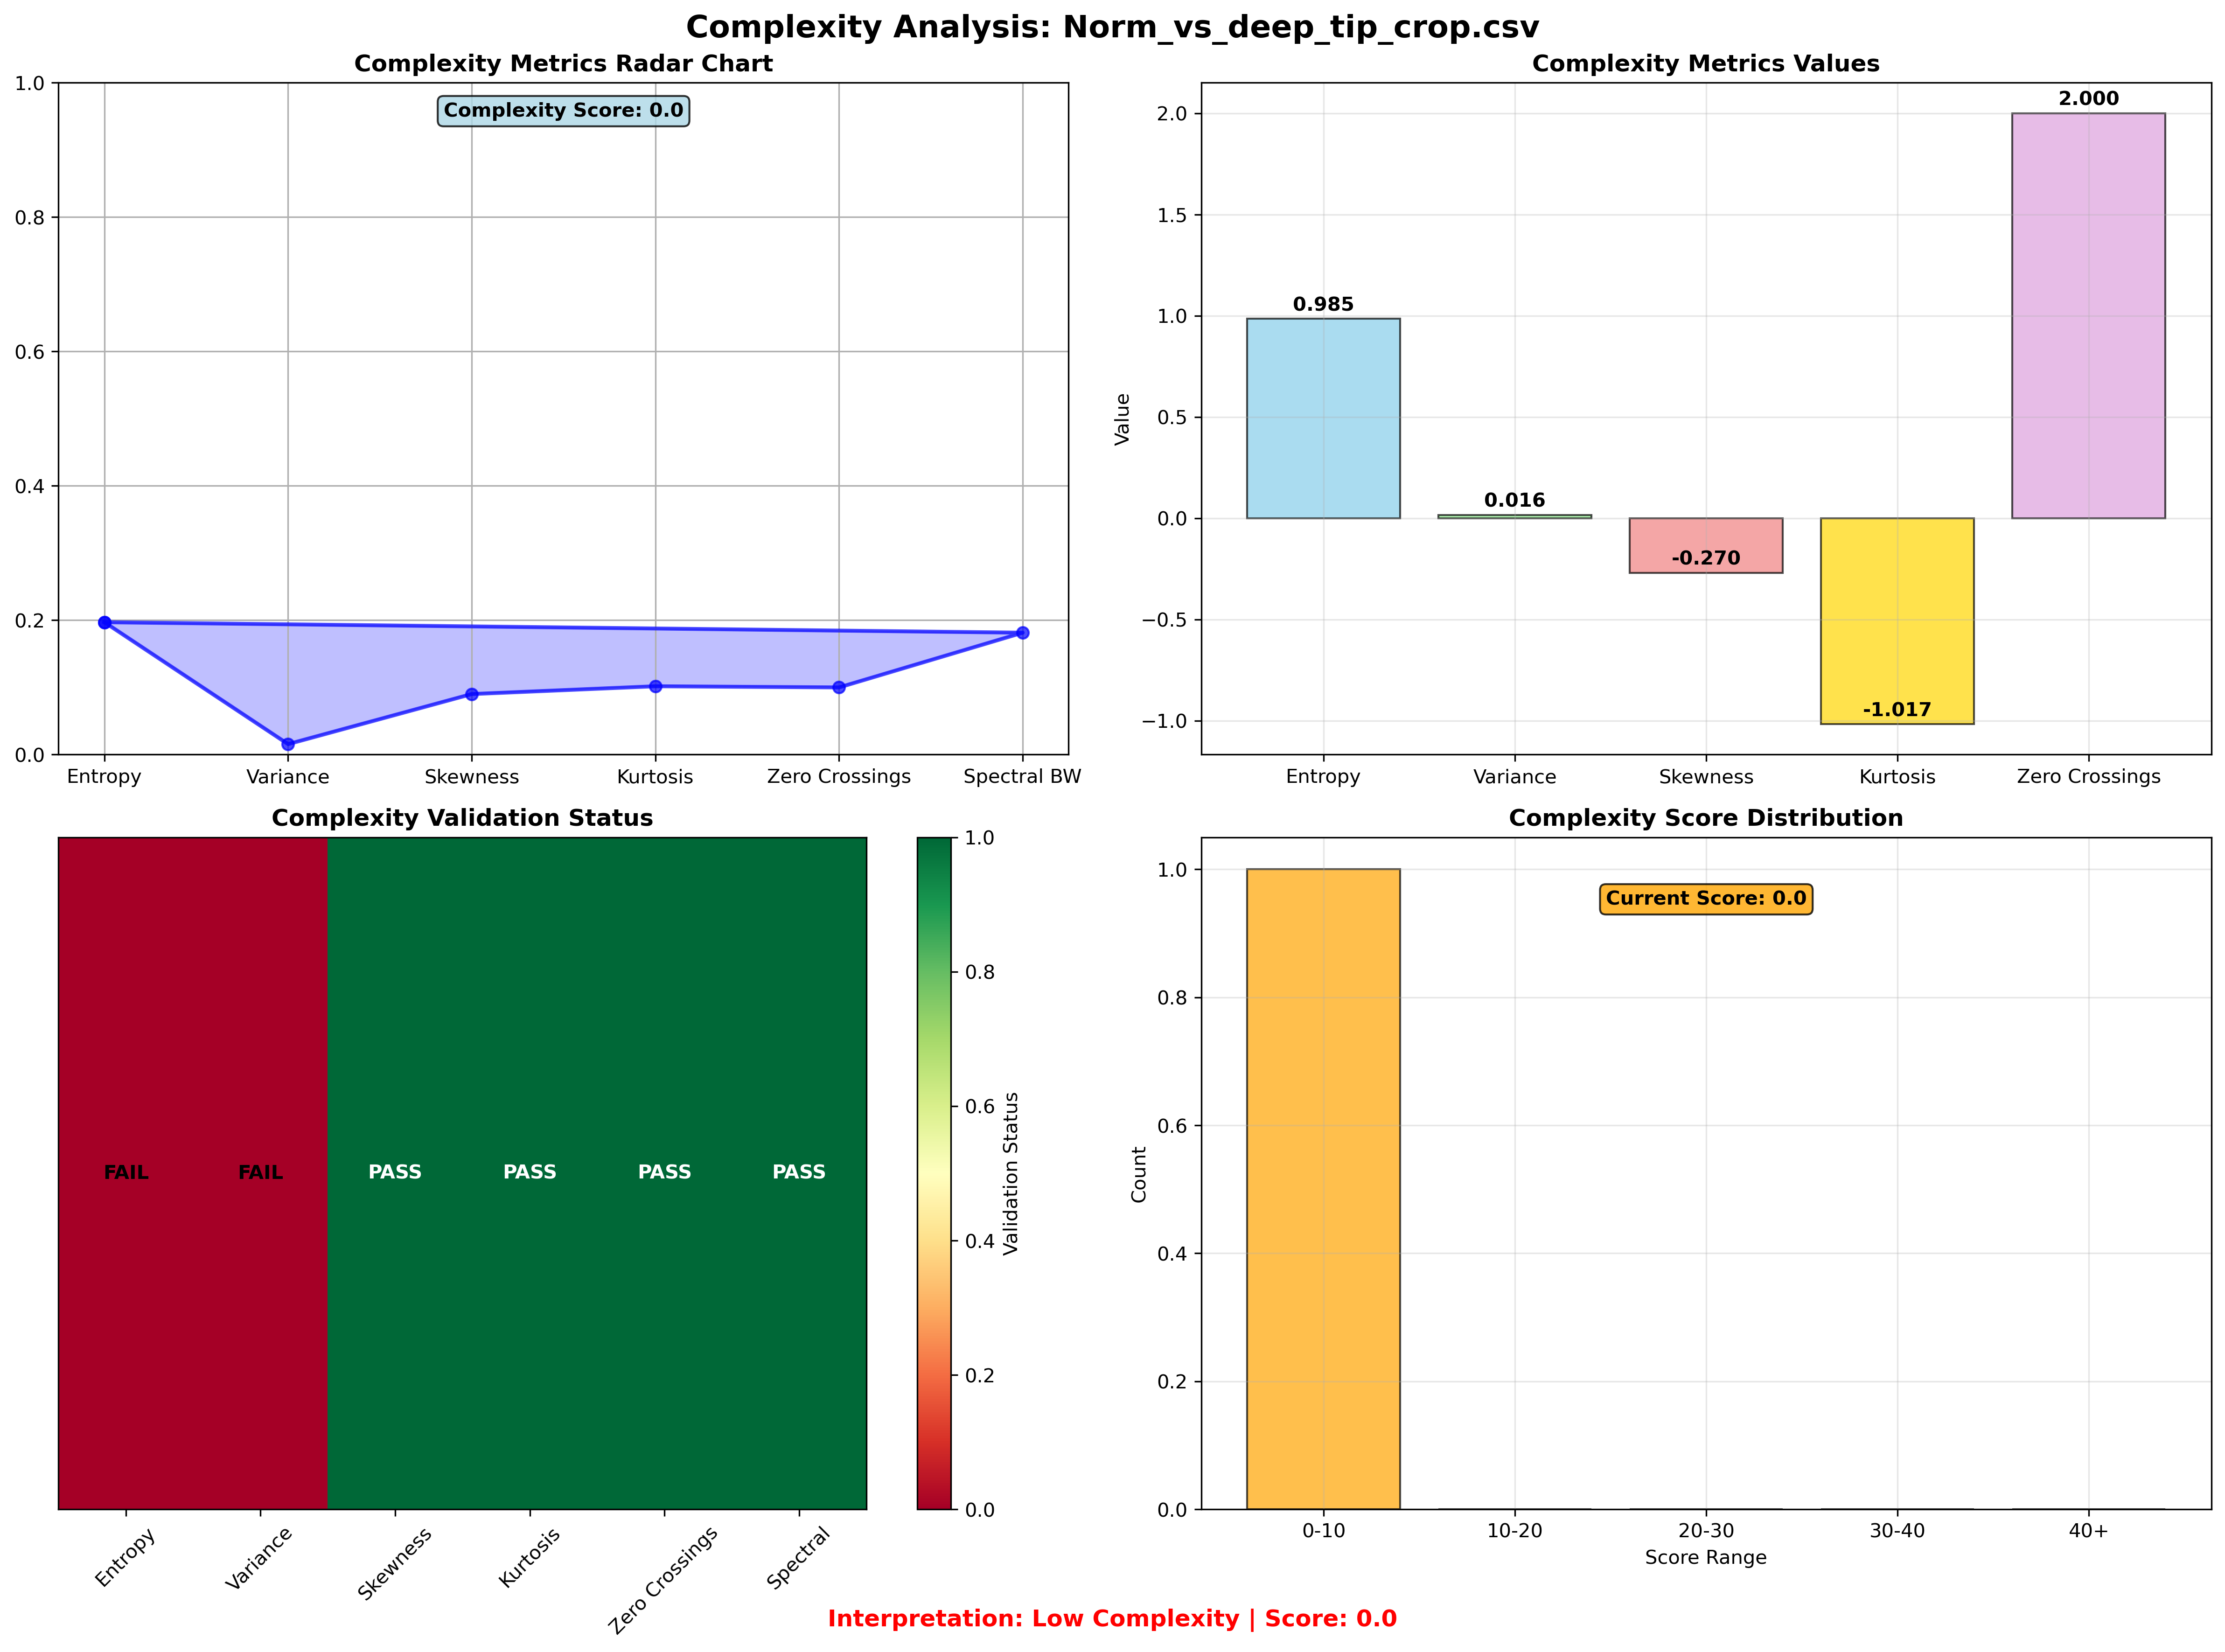 Complexity Analysis: Norm_vs_deep_tip_crop.csv
Complexity Metrics Radar Chart
Complexity Score: 0.0
1.0
0.8
0.6
0.4
0.2
0.0
Entropy
Variance
Skewness
Kurtosis
Zero Crossings
Spectral BW
Complexity Metrics Values
Value
2.0
1.5
1.0
0.5
0.0
−0.5
−1.0
0.985
0.016
-0.270
-1.017
2.000
Entropy
Variance
Skewness
Kurtosis
Zero Crossings
Complexity Validation Status
FAIL
FAIL
PASS
PASS
PASS
PASS
Entropy
Variance
Skewness
Kurtosis
Zero Crossings
Spectral
1.0
0.8
0.6
0.4
0.2
0.0
Validation Status
Complexity Score Distribution
Current Score: 0.0
Count
1.0
0.8
0.6
0.4
0.2
0.0
0-10
10-20
20-30
30-40
40+
Score Range
Interpretation: Low Complexity | Score: 0.0